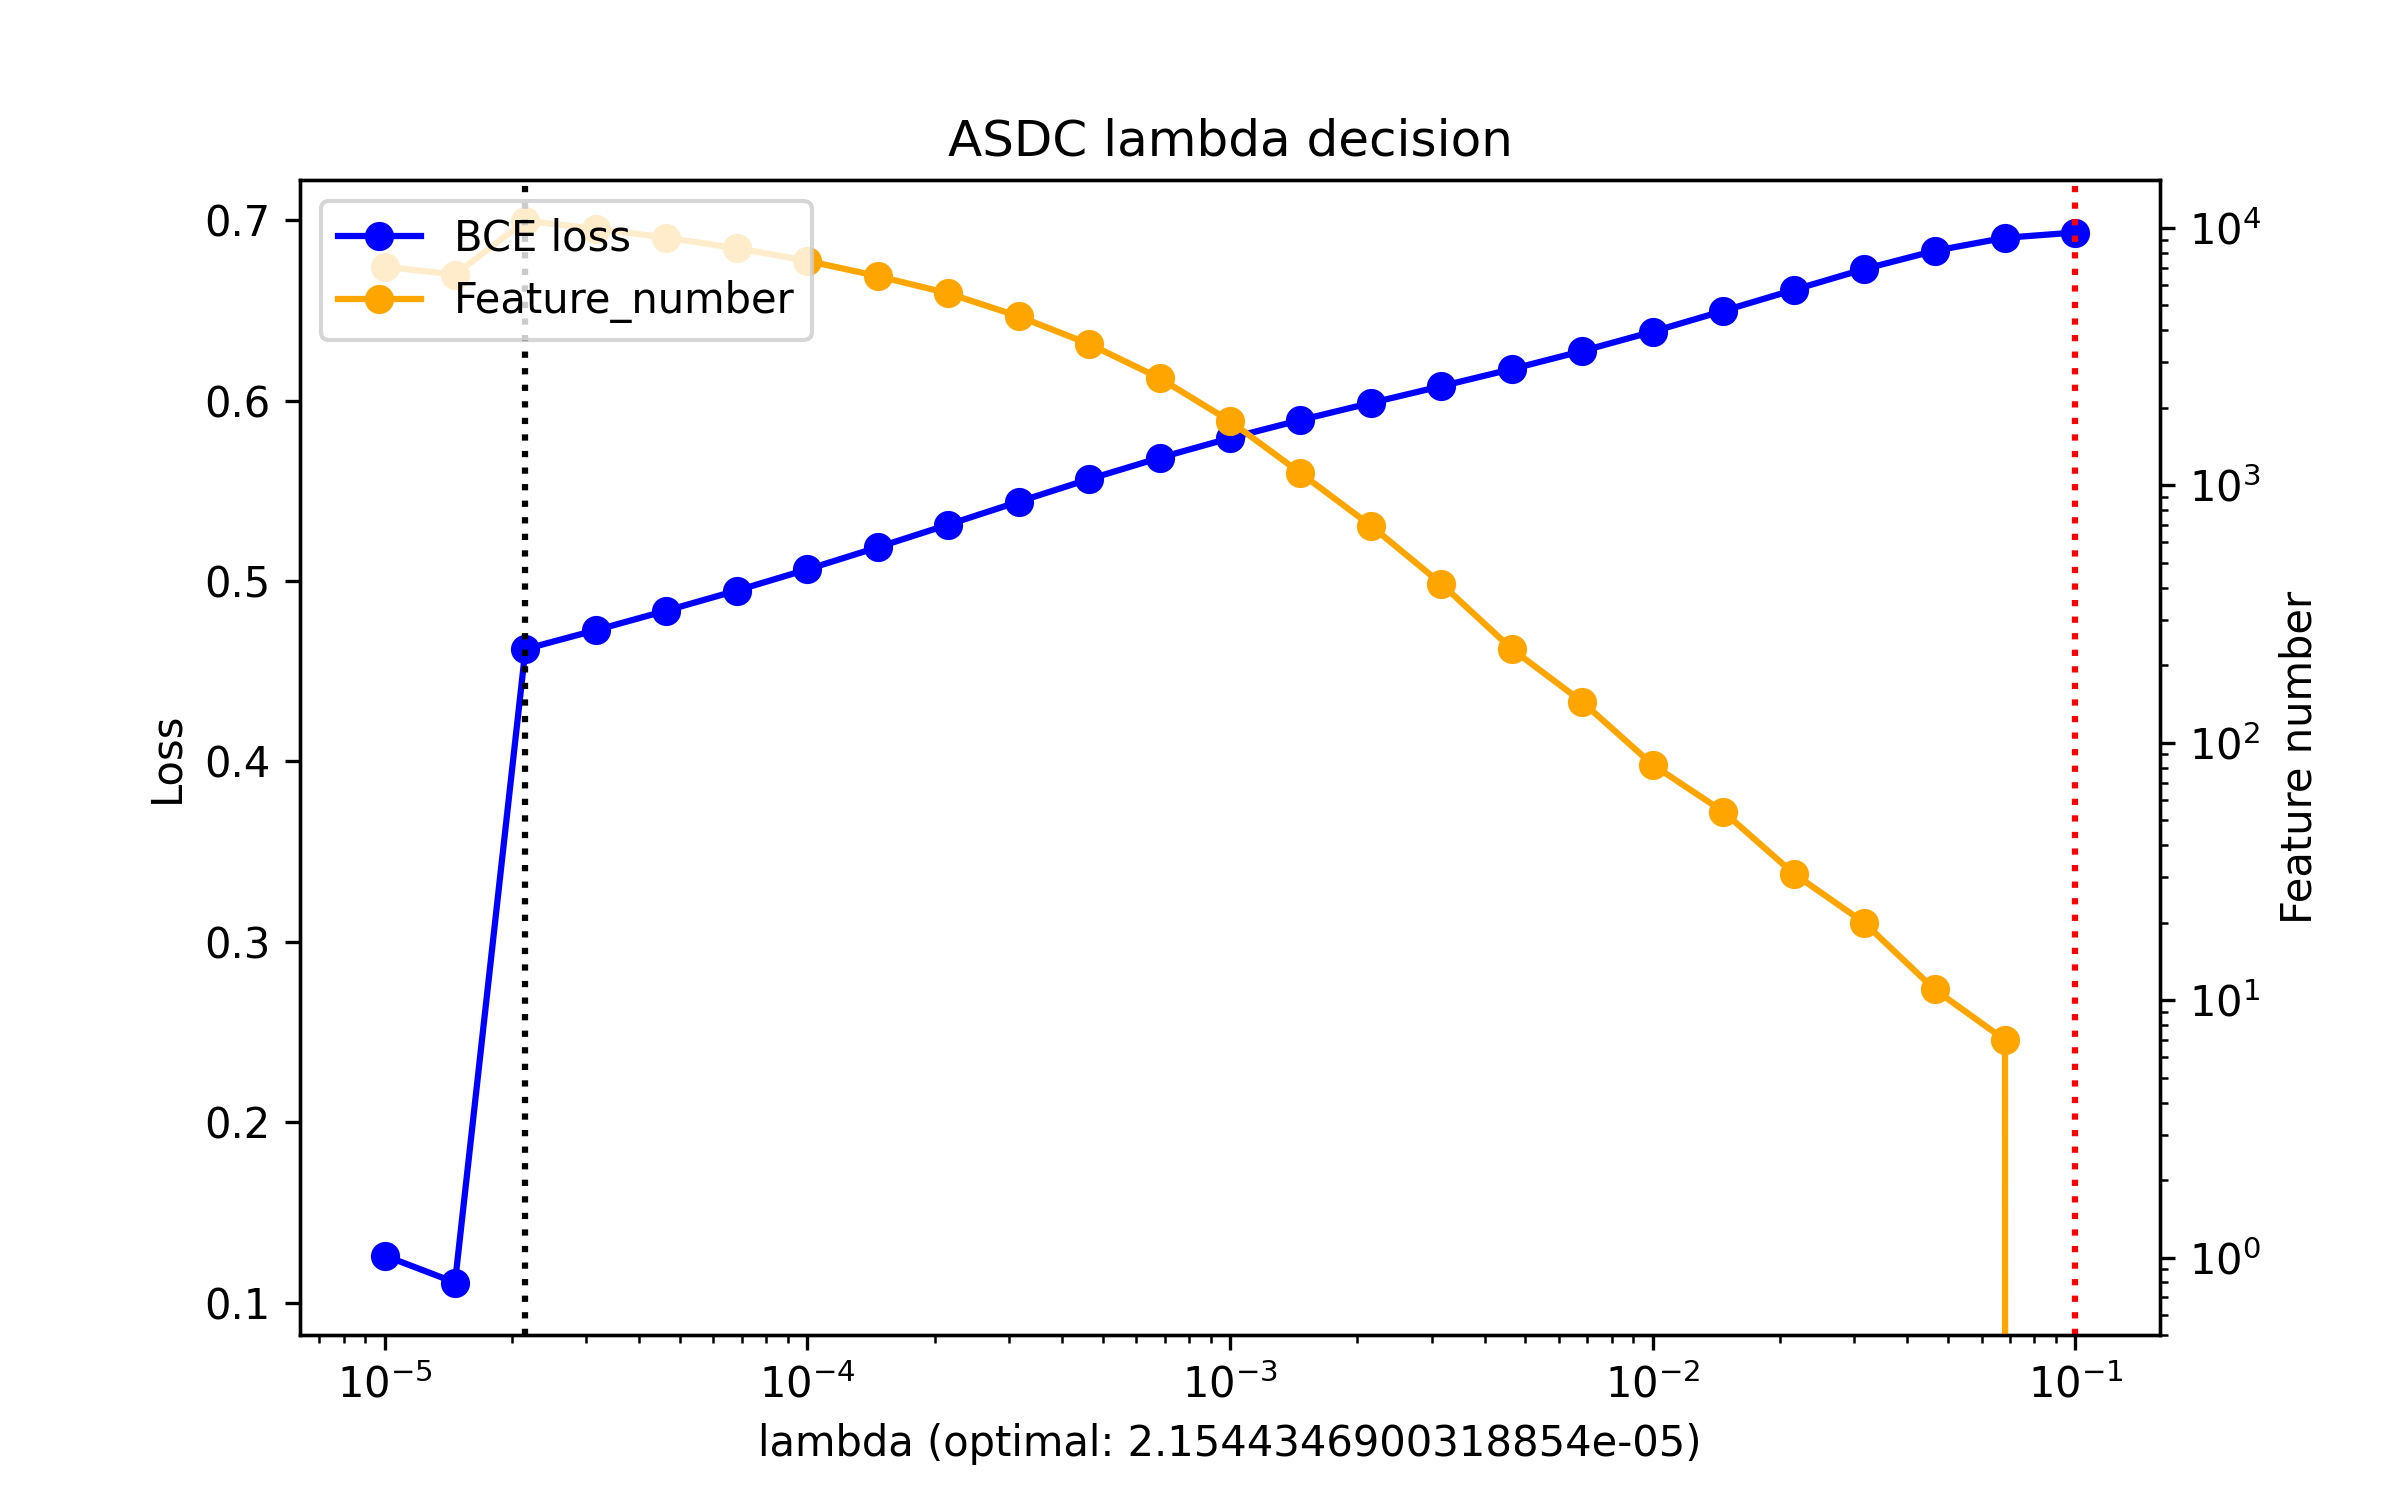 ASDC lambda decision
BCE loss
Feature_number
0.7
0.6
0.5
0.4
0.3
0.2
0.1
Loss
10⁴
10³
10²
10¹
10⁰
Feature number
10⁻⁵ 10⁻⁴ 10⁻³ 10⁻² 10⁻¹
lambda (optimal: 2.1544346900318854e-05)